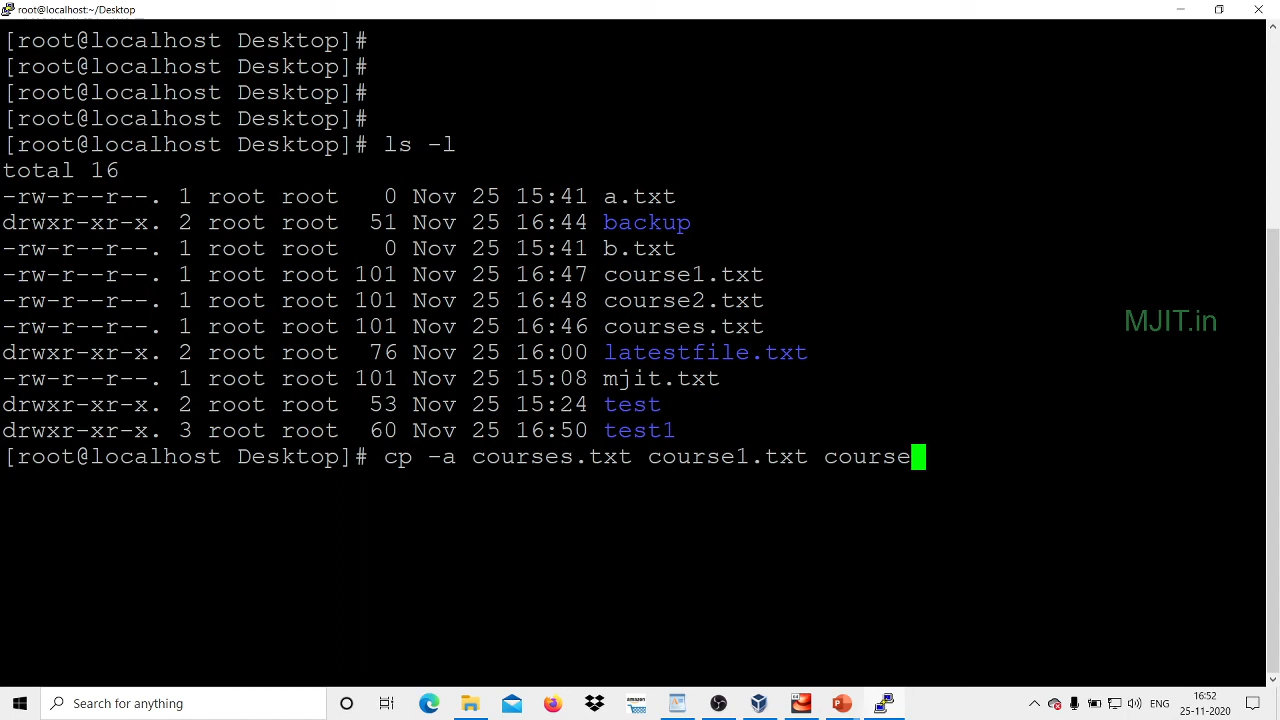 root@localhost:~/Desktop
[root@localhost Desktop]#
[root@localhost Desktop]#
[root@localhost Desktop]#
[root@localhost Desktop]#
[root@localhost Desktop]# ls -l
total 16
-rw-r--r--. 1 root root   0 Nov 25 15:41 a.txt
drwxr-xr-x. 2 root root  51 Nov 25 16:44 backup
-rw-r--r--. 1 root root   0 Nov 25 15:41 b.txt
-rw-r--r--. 1 root root 101 Nov 25 16:47 course1.txt
-rw-r--r--. 1 root root 101 Nov 25 16:48 course2.txt
-rw-r--r--. 1 root root 101 Nov 25 16:46 courses.txt
drwxr-xr-x. 2 root root  76 Nov 25 16:00 latestfile.txt
-rw-r--r--. 1 root root 101 Nov 25 15:08 mjit.txt
drwxr-xr-x. 2 root root  53 Nov 25 15:24 test
drwxr-xr-x. 3 root root  60 Nov 25 16:50 test1
[root@localhost Desktop]# cp -a courses.txt course1.txt course
MJIT.in
Search for anything
amazon
ENG
16:52
25-11-2020